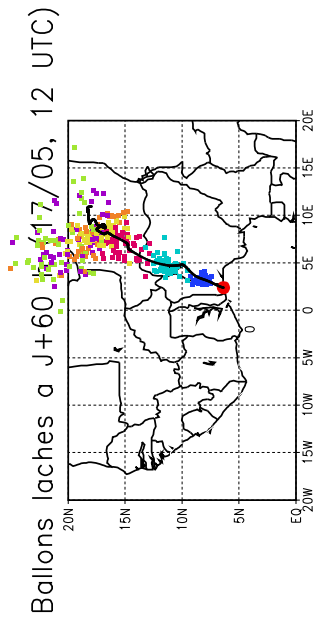 Ballons laches a J+60 (17/05, 12 UTC)
20N
15N
10N
5N
EQ
20W
15W
10W
5W
0
5E
10E
15E
20E
0